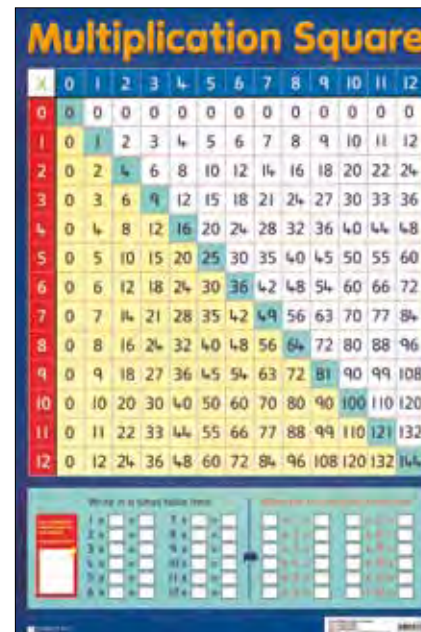 Multiplication Square
X 0 1 2 3 4 5 6 7 8 9 10 11 12
0 0 0 0 0 0 0 0 0 0 0 0 0 0
1 0 1 2 3 4 5 6 7 8 9 10 11 12
2 0 2 4 6 8 10 12 14 16 18 20 22 24
3 0 3 6 9 12 15 18 21 24 27 30 33 36
4 0 4 8 12 16 20 24 28 32 36 40 44 48
5 0 5 10 15 20 25 30 35 40 45 50 55 60
6 0 6 12 18 24 30 36 42 48 54 60 66 72
7 0 7 14 21 28 35 42 49 56 63 70 77 84
8 0 8 16 24 32 40 48 56 64 72 80 88 96
9 0 9 18 27 36 45 54 63 72 81 90 99 108
10 0 10 20 30 40 50 60 70 80 90 100 110 120
11 0 11 22 33 44 55 66 77 88 99 110 121 132
12 0 12 24 36 48 60 72 84 96 108 120 132 144
Write in a times table here